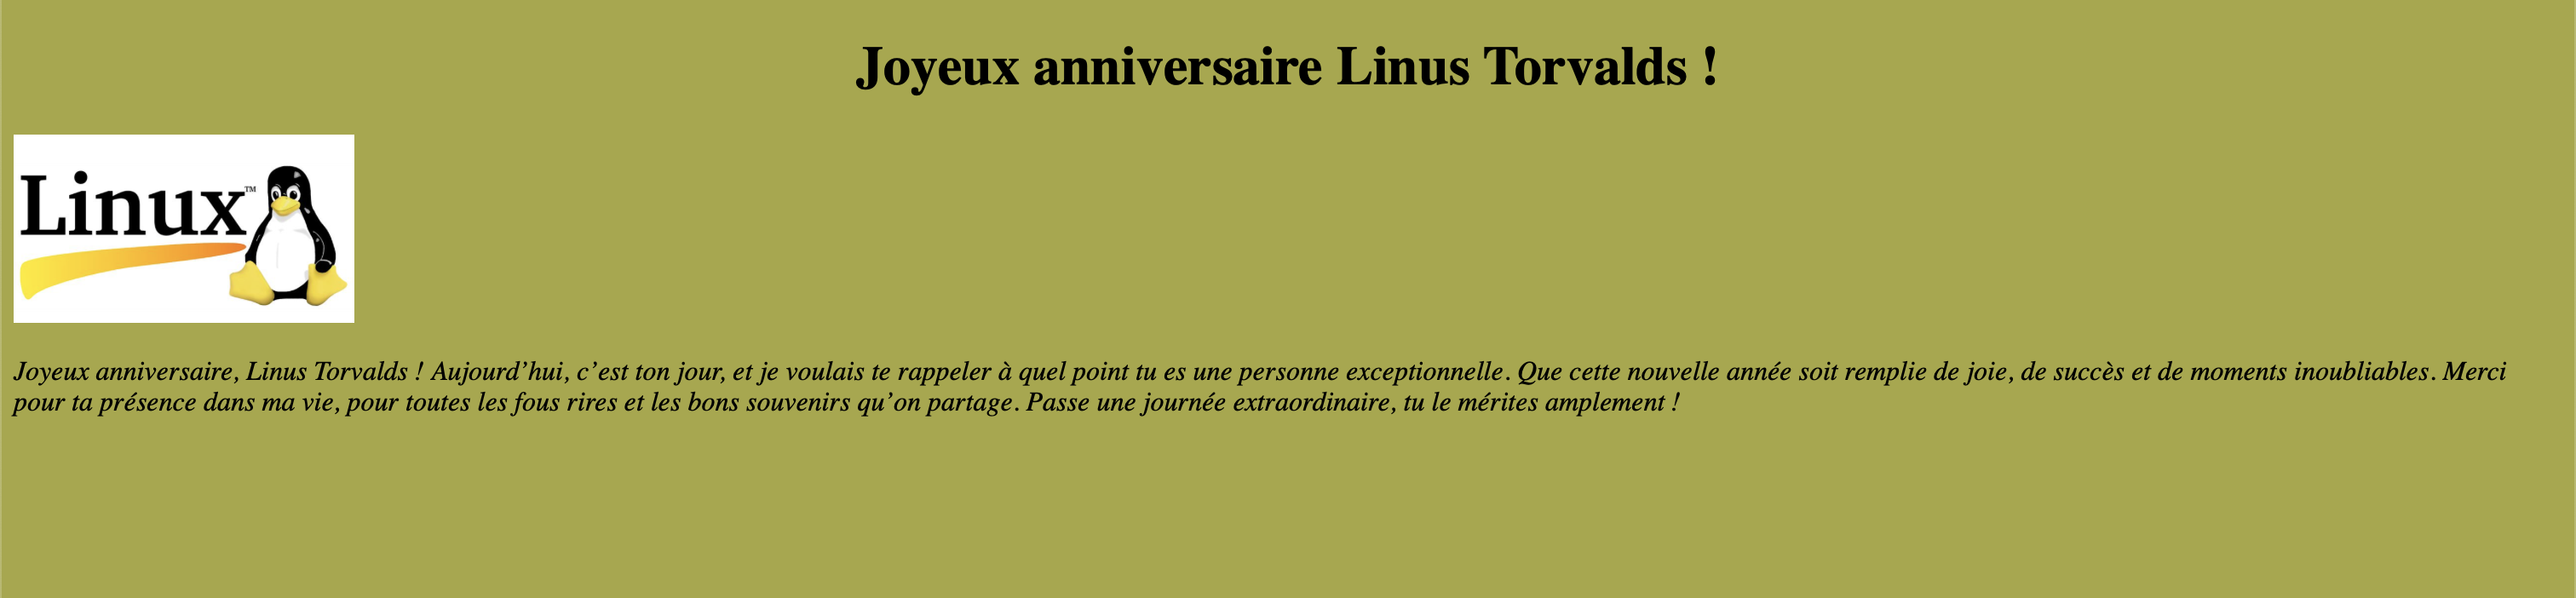 Joyeux anniversaire Linus Torvalds !
Linux™
Joyeux anniversaire, Linus Torvalds ! Aujourd’hui, c’est ton jour, et je voulais te rappeler à quel point tu es une personne exceptionnelle. Que cette nouvelle année soit remplie de joie, de succès et de moments inoubliables. Merci
pour ta présence dans ma vie, pour toutes les fous rires et les bons souvenirs qu’on partage. Passe une journée extraordinaire, tu le mérites amplement !